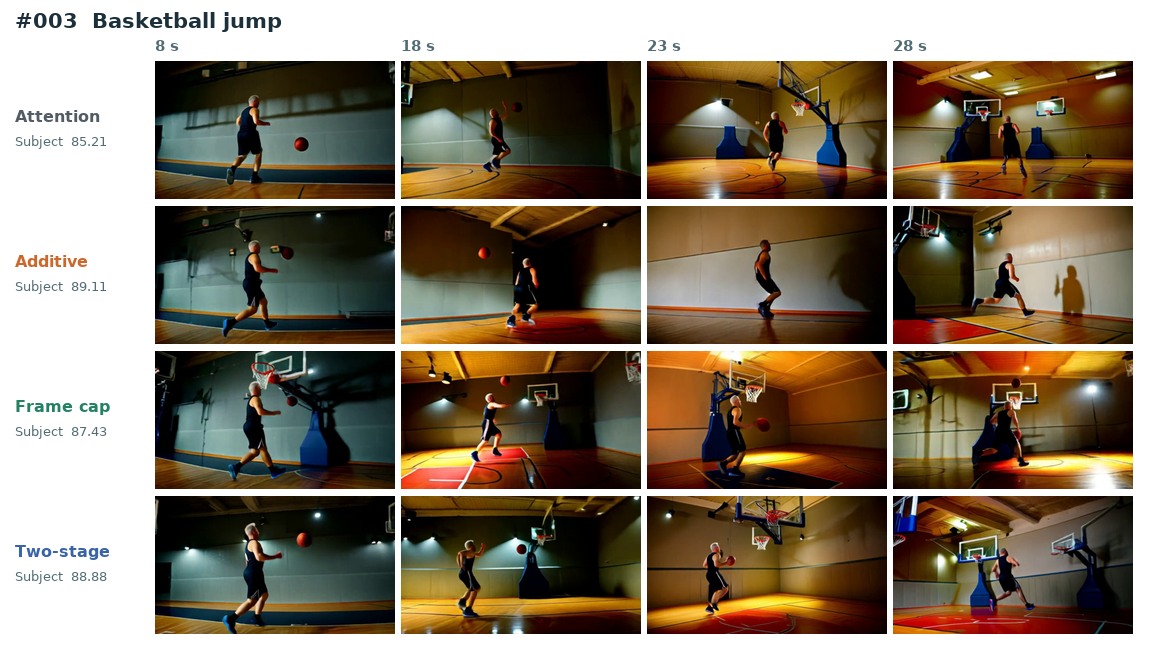 #003 Basketball jump
8 s 18 s 23 s 28 s
Attention
Subject 85.21
Additive
Subject 89.11
Frame cap
Subject 87.43
Two-stage
Subject 88.88